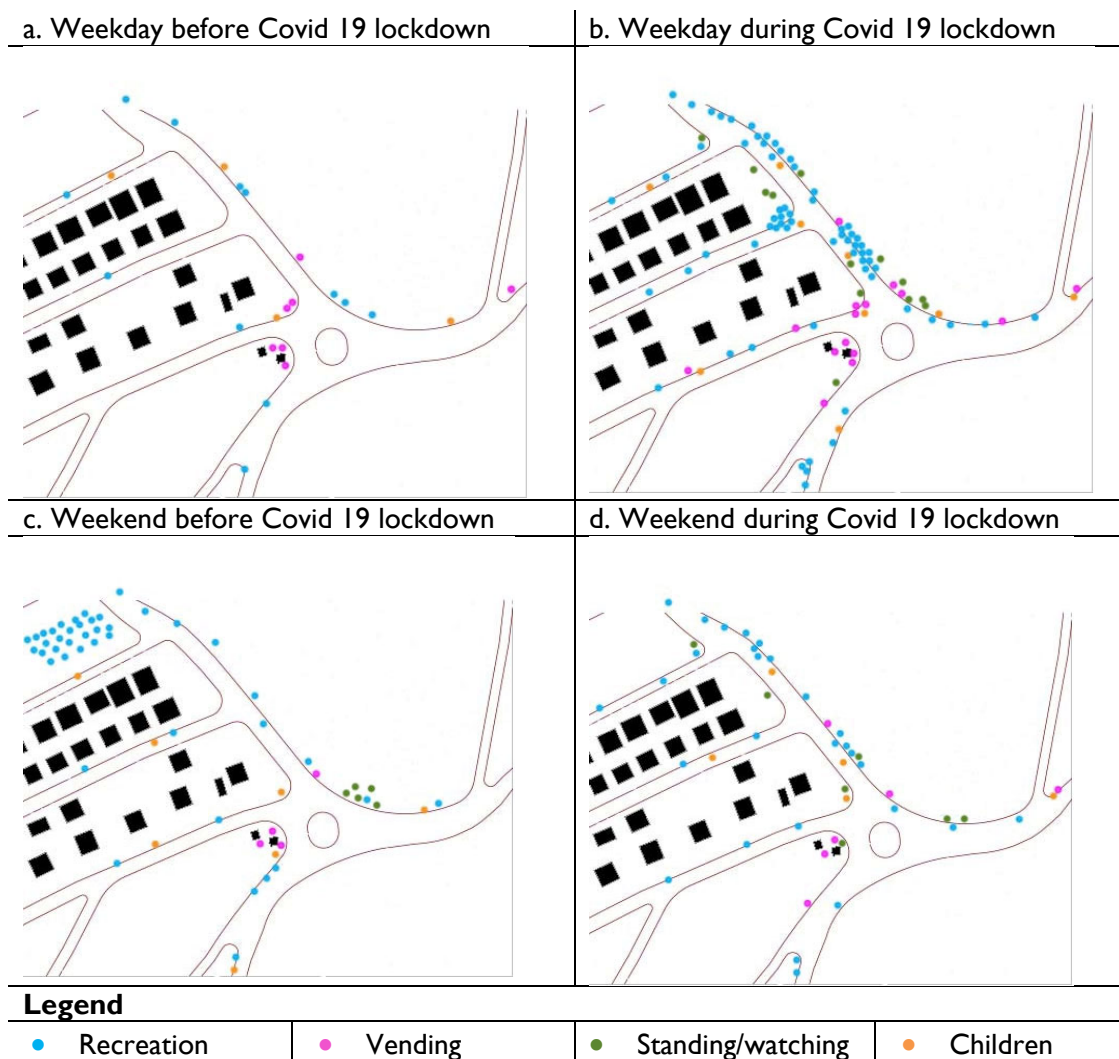 a. Weekday before Covid 19 lockdown
b. Weekday during Covid 19 lockdown
c. Weekend before Covid 19 lockdown
d. Weekend during Covid 19 lockdown
Legend
Recreation
Vending
Standing/watching
Children